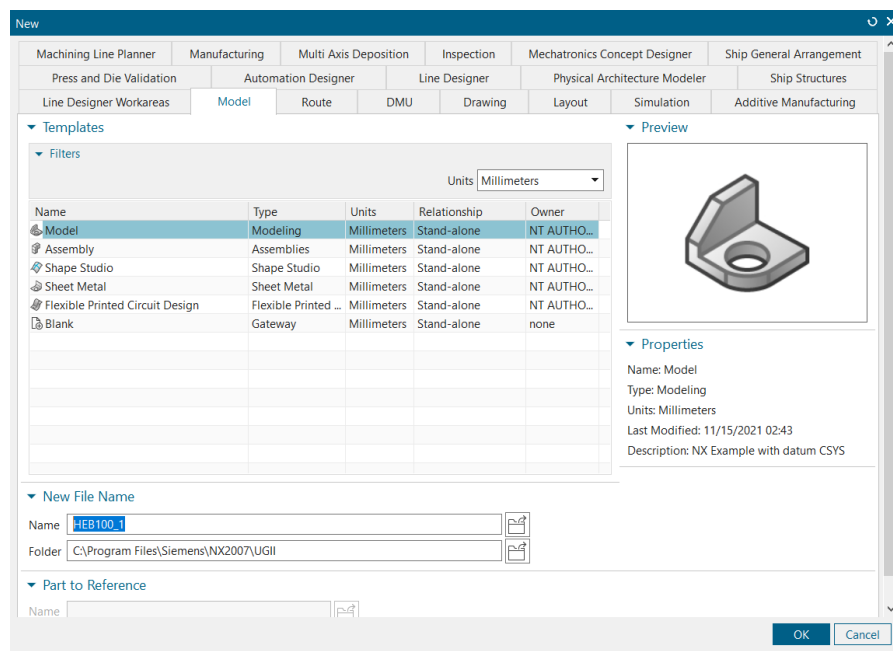 New
Machining Line Planner Manufacturing Multi Axis Deposition Inspection Mechatronics Concept Designer Ship General Arrangement
Press and Die Validation Automation Designer Line Designer Physical Architecture Modeler Ship Structures
Line Designer Workareas Model Route DMU Drawing Layout Simulation Additive Manufacturing
Templates
Filters
Units Millimeters
Name Type Units Relationship Owner
Model Modeling Millimeters Stand-alone NT AUTHO...
Assembly Assemblies Millimeters Stand-alone NT AUTHO...
Shape Studio Shape Studio Millimeters Stand-alone NT AUTHO...
Sheet Metal Sheet Metal Millimeters Stand-alone NT AUTHO...
Flexible Printed Circuit Design Flexible Printed ... Millimeters Stand-alone NT AUTHO...
Blank Gateway Millimeters Stand-alone none
Preview
Properties
Name: Model
Type: Modeling
Units: Millimeters
Last Modified: 11/15/2021 02:43
Description: NX Example with datum CSYS
New File Name
Name HEB100_1
Folder C:\Program Files\Siemens\NX2007\UGII
Part to Reference
Name
OK Cancel